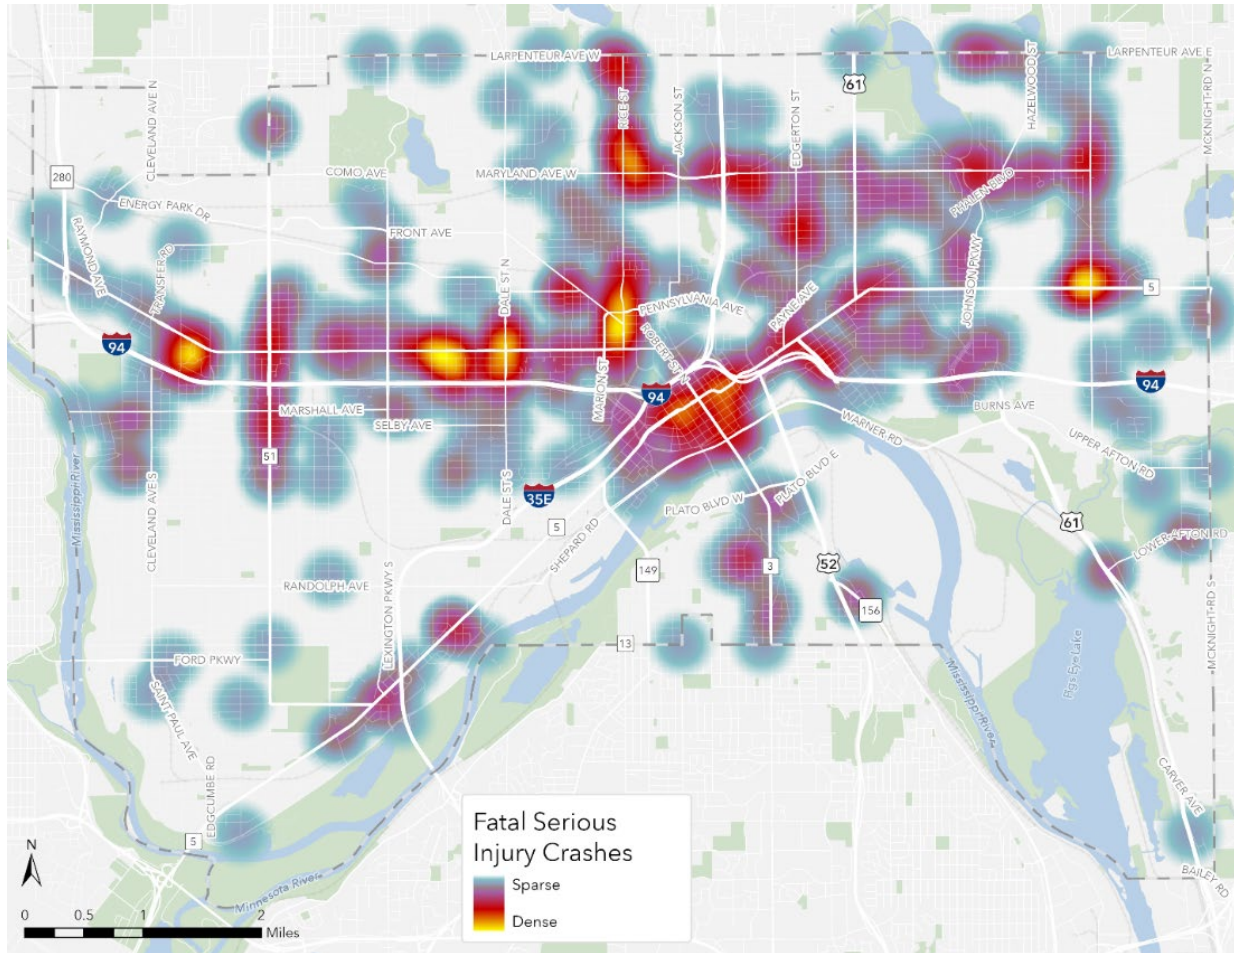 LARPENTEUR AVE W
LARPENTEUR AVE E
61
HAZELWOOD ST
MCKNIGHT RD N
CLEVELAND AVE N
RICE ST
JACKSON ST
EDGERTON ST
280
COMO AVE
MARYLAND AVE W
PHALEN BLVD
ENERGY PARK DR
RAYMOND AVE
FRONT AVE
TRANSFER RD
DALE ST N
PENNSYLVANIA AVE
PAYNE AVE
JOHNSON PKWY
5
94
ROBERT ST N
MARION ST
94
94
MARSHALL AVE
SELBY AVE
BURNS AVE
WARNER RD
UPPER AFTON RD
51
Mississippi River
CLEVELAND AVE S
35E
DALE ST S
5
SHEPARD RD
PLATO BLVD W
PLATO BLVD E
61
LOWER AFTON RD
149
3
52
156
RANDOLPH AVE
LEXINGTON PKWY S
MCKNIGHT RD S
FORD PKWY
13
SAINT PAUL AVE
Mississippi River
Pigs Eye Lake
EDGCUMBE RD
5
CARVER AVE
BAILEY RD
Minnesota River
Fatal Serious
Injury Crashes
Sparse
Dense
N
0 0.5 1 2
Miles